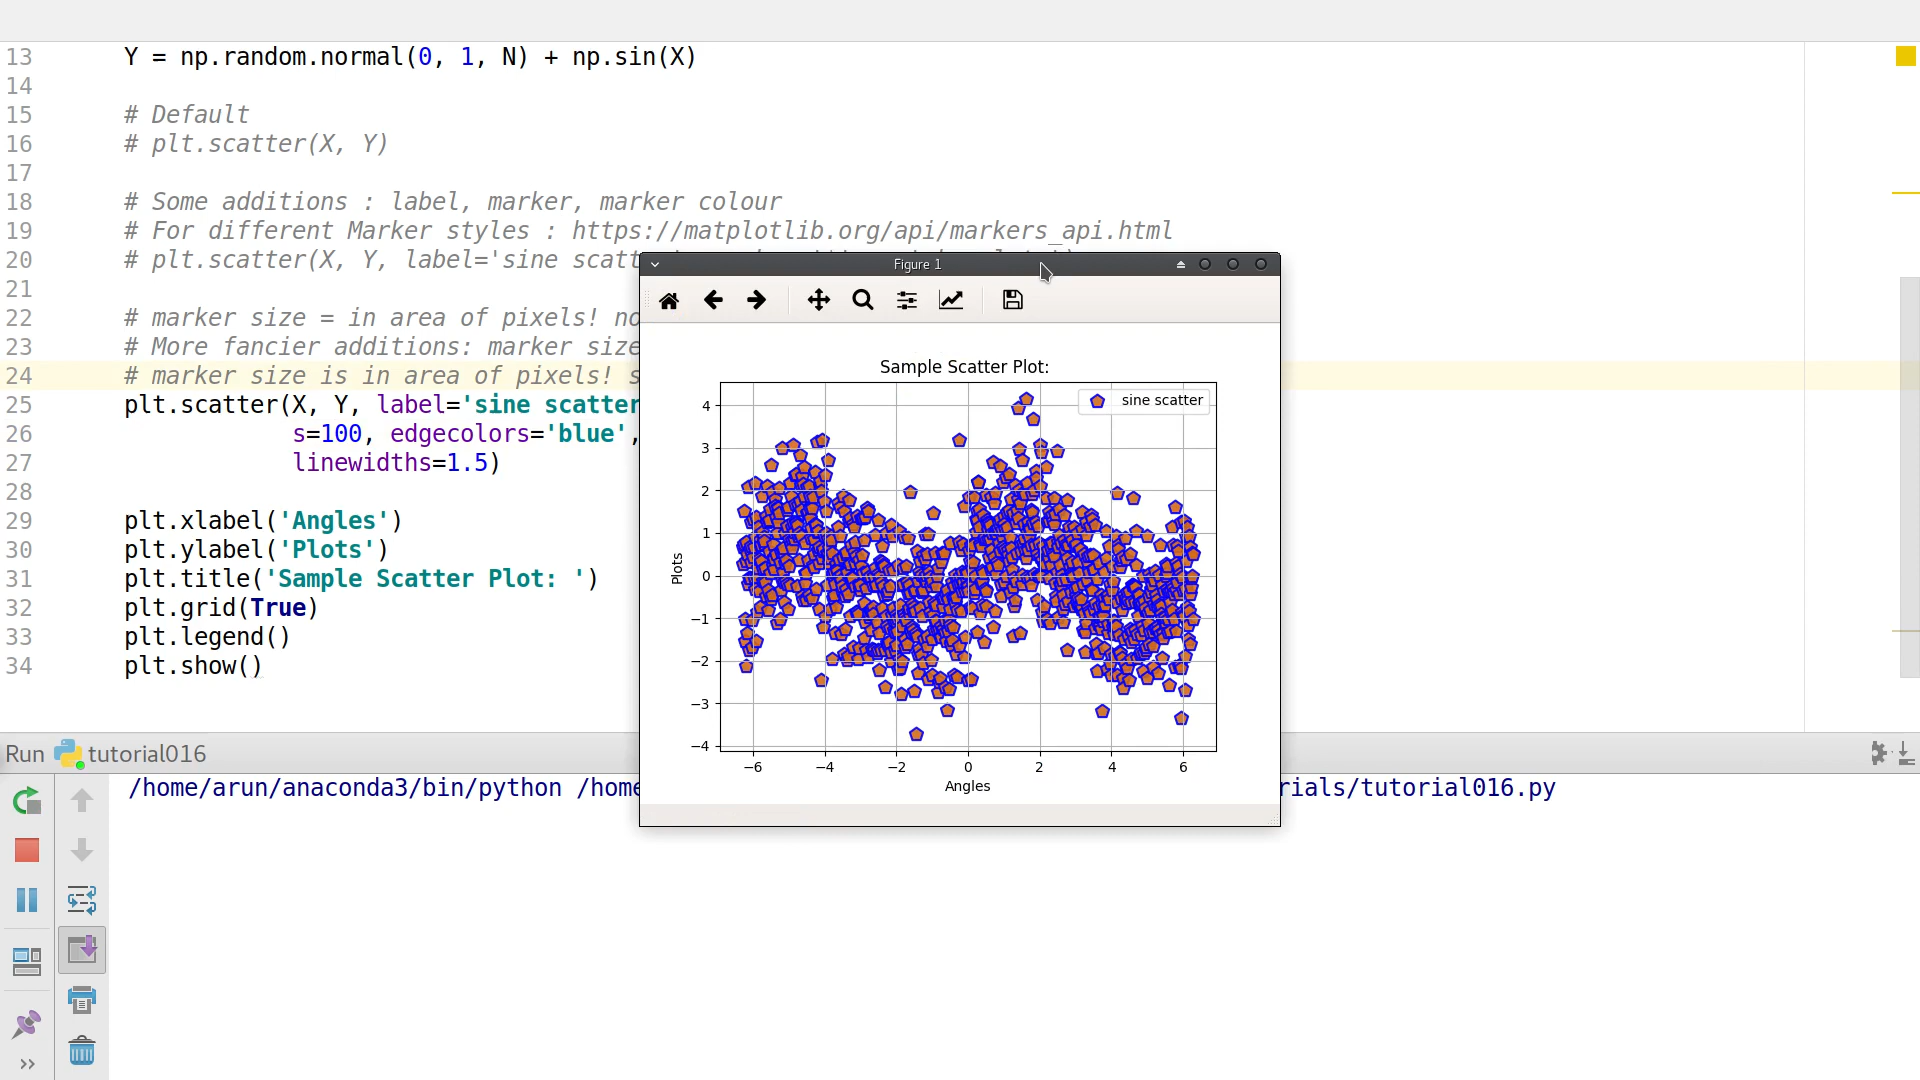 13 Y = np.random.normal(0, 1, N) + np.sin(X)
14
15 # Default
16 # plt.scatter(X, Y)
17
18 # Some additions : label, marker, marker colour
19 # For different Marker styles : https://matplotlib.org/api/markers_api.html
20 # plt.scatter(X, Y, label='sine scatt
21
22 # marker size = in area of pixels! no
23 # More fancier additions: marker size
24 # marker size is in area of pixels! s
25 plt.scatter(X, Y, label='sine scatter
26 s=100, edgecolors='blue',
27 linewidths=1.5)
28
29 plt.xlabel('Angles')
30 plt.ylabel('Plots')
31 plt.title('Sample Scatter Plot: ')
32 plt.grid(True)
33 plt.legend()
34 plt.show()
Figure 1
Sample Scatter Plot:
sine scatter
4
3
2
1
0
−1
−2
−3
−4
Plots
−6 −4 −2 0 2 4 6
Angles
Run tutorial016
/home/arun/anaconda3/bin/python /home
rials/tutorial016.py